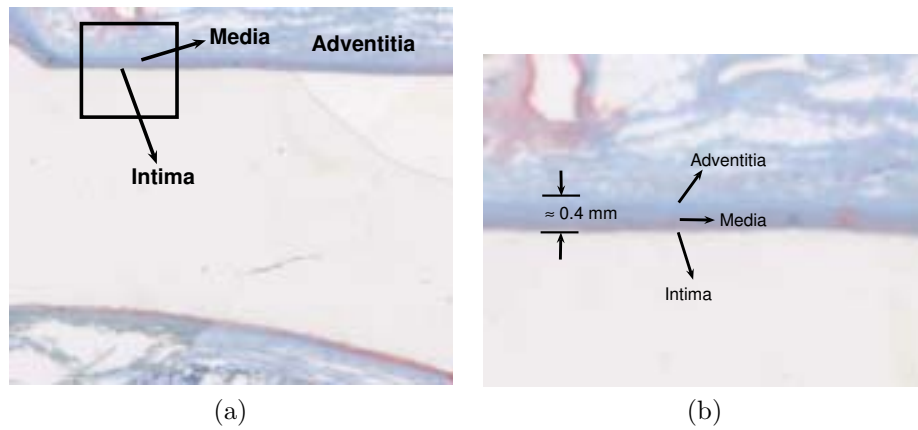 Media
Adventitia
Intima
(a)
Adventitia
≈ 0.4 mm
Media
Intima
(b)